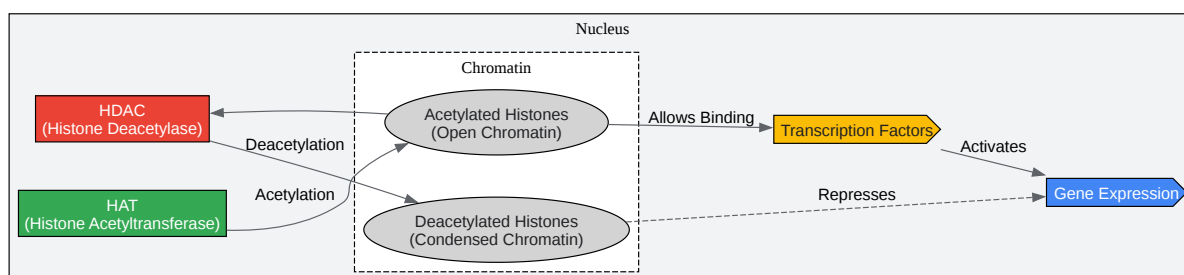 Nucleus
Chromatin
HDAC
(Histone Deacetylase)
Acetylated Histones
(Open Chromatin)
Allows Binding
Transcription Factors
Deacetylation
Activates
Acetylation
HAT
(Histone Acetyltransferase)
Deacetylated Histones
(Condensed Chromatin)
Represses
Gene Expression